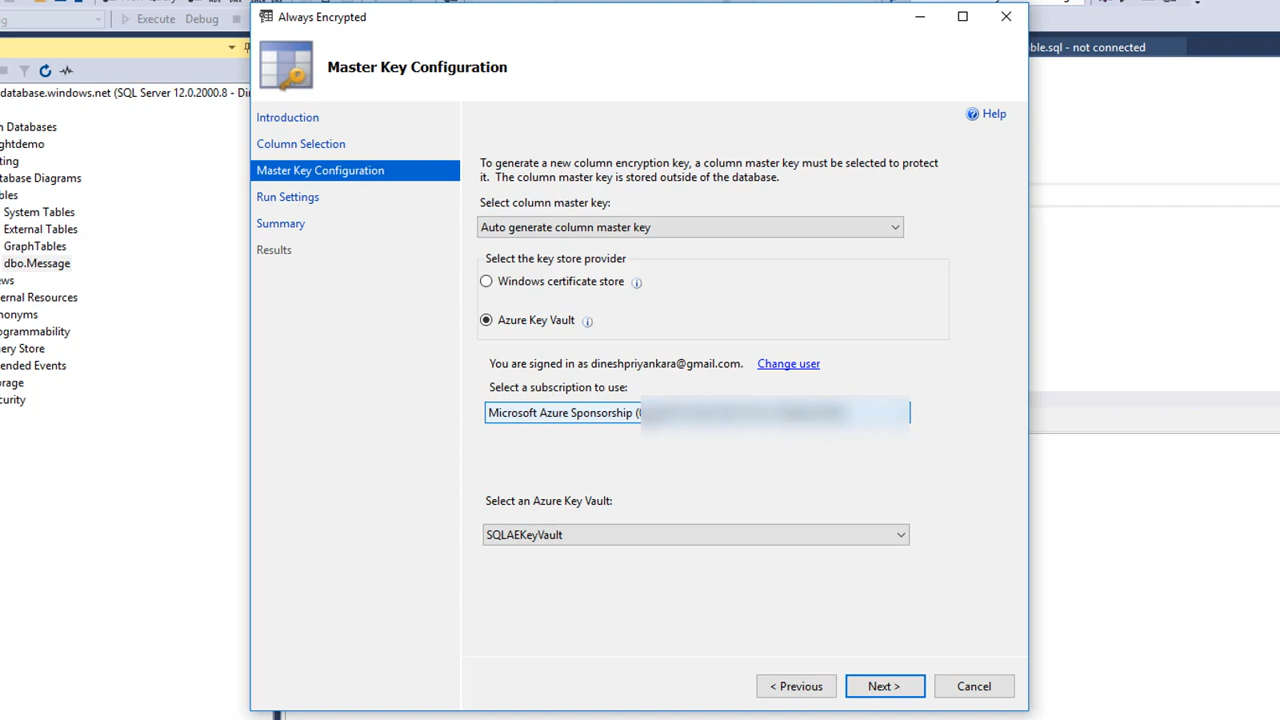 Always Encrypted
Execute Debug
ble.sql - not connected
Master Key Configuration
database.windows.net (SQL Server 12.0.2000.8 - Di
Databases
ghtdemo
ting
tabase Diagrams
bles
System Tables
External Tables
GraphTables
dbo.Message
ews
ernal Resources
onyms
ogrammability
ery Store
ended Events
orage
curity
Introduction
Column Selection
Master Key Configuration
Run Settings
Summary
Results
Help
To generate a new column encryption key, a column master key must be selected to protect
it. The column master key is stored outside of the database.
Select column master key:
Auto generate column master key
Select the key store provider
Windows certificate store
Azure Key Vault
You are signed in as dineshpriyankara@gmail.com. Change user
Select a subscription to use:
Microsoft Azure Sponsorship (
Select an Azure Key Vault:
SQLAEKeyVault
< Previous
Next >
Cancel